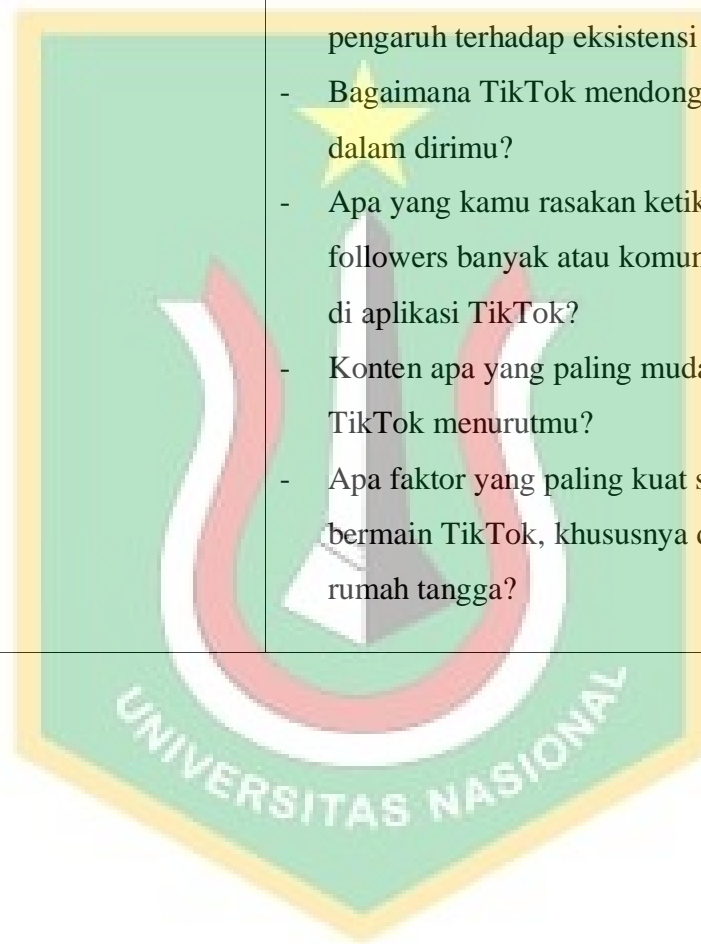 pengaruh terhadap eksistensi
- Bagaimana TikTok mendong
dalam dirimu?
- Apa yang kamu rasakan ketik
followers banyak atau komun
di aplikasi TikTok?
- Konten apa yang paling muda
TikTok menurutmu?
- Apa faktor yang paling kuat s
bermain TikTok, khususnya d
rumah tangga?
UNIVERSITAS NASIONAL